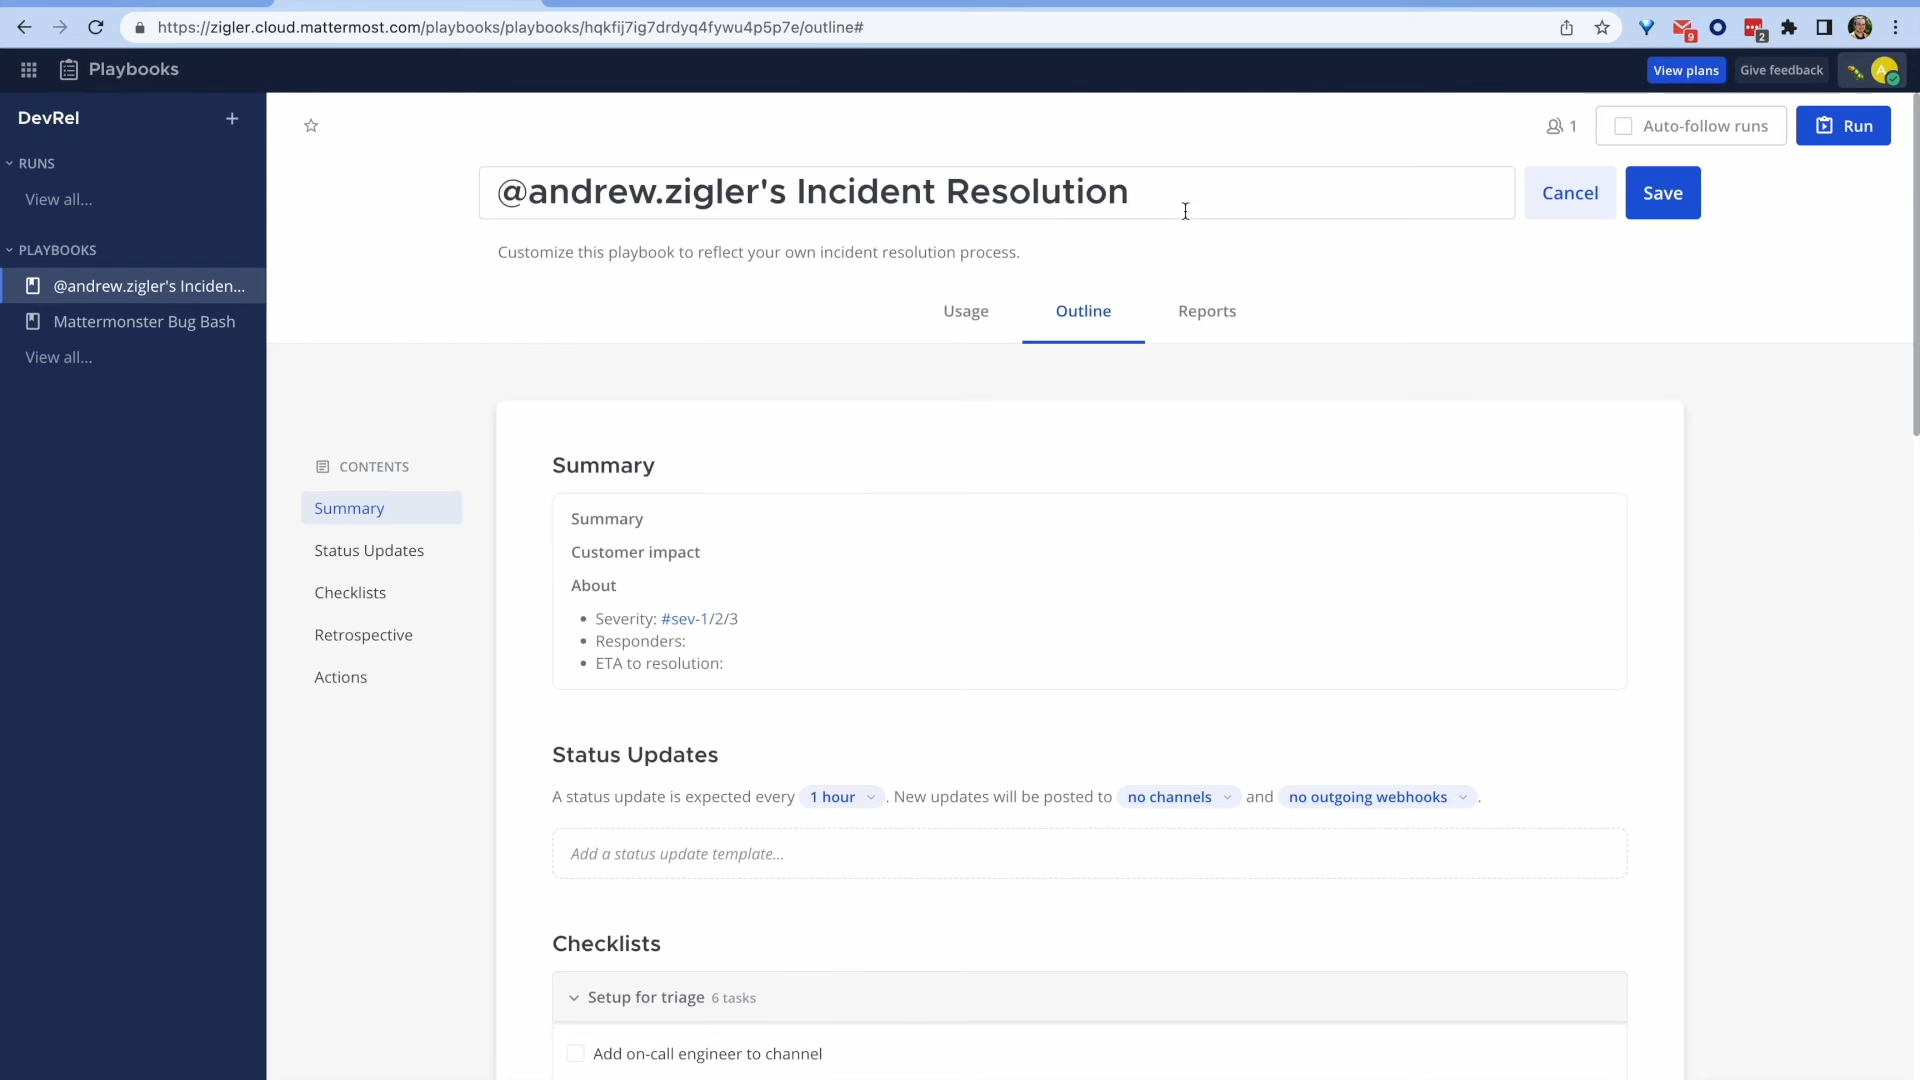 https://zigler.cloud.mattermost.com/playbooks/playbooks/hqkfij7ig7drdyq4fywu4p5p7e/outline#
9
2
Playbooks
View plans
Give feedback
A
DevRel
RUNS
View all...
PLAYBOOKS
@andrew.zigler's Inciden...
Mattermonster Bug Bash
View all...
1
Auto-follow runs
Run
@andrew.zigler's Incident Resolution
Cancel
Save
Customize this playbook to reflect your own incident resolution process.
Usage
Outline
Reports
CONTENTS
Summary
Status Updates
Checklists
Retrospective
Actions
Summary
Summary
Customer impact
About
• Severity: #sev-1/2/3
• Responders:
• ETA to resolution:
Status Updates
A status update is expected every 1 hour . New updates will be posted to no channels and no outgoing webhooks .
Add a status update template...
Checklists
Setup for triage 6 tasks
Add on-call engineer to channel